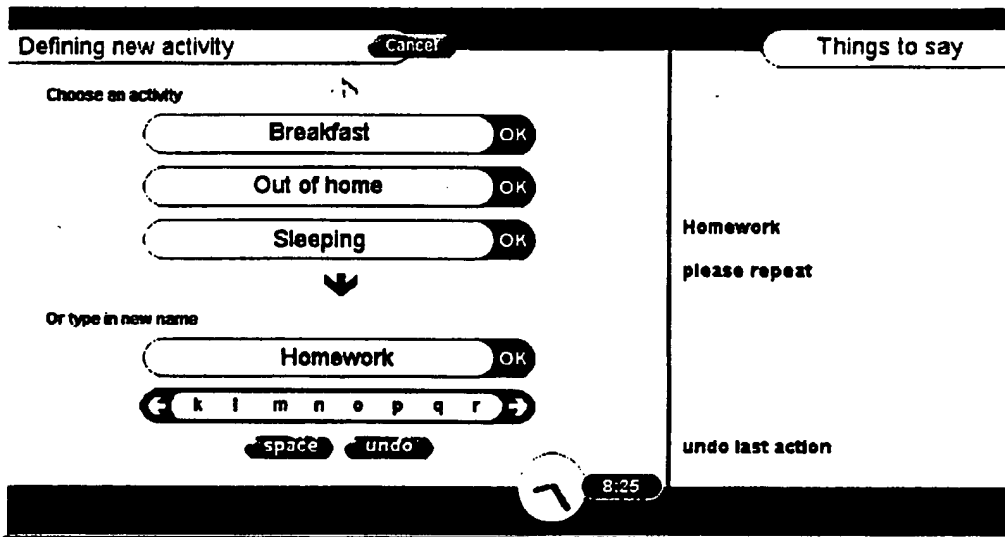 Defining new activity
Cancel
Things to say
Choose an activity
Breakfast OK
Out of home OK
Sleeping OK
Or type in new name
Homework OK
k l m n o p q r
space undo
Homework
please repeat
undo last action
8:25